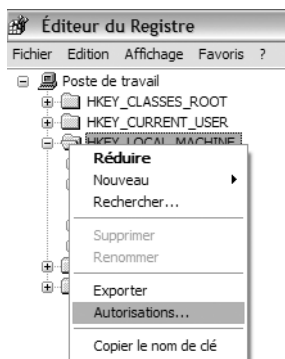 Éditeur du Registre
Fichier Edition Affichage Favoris ?
Poste de travail
HKEY_CLASSES_ROOT
HKEY_CURRENT_USER
HKEY_LOCAL_MACHINE
Réduire
Nouveau
Rechercher...
Supprimer
Renommer
Exporter
Autorisations...
Copier le nom de clé